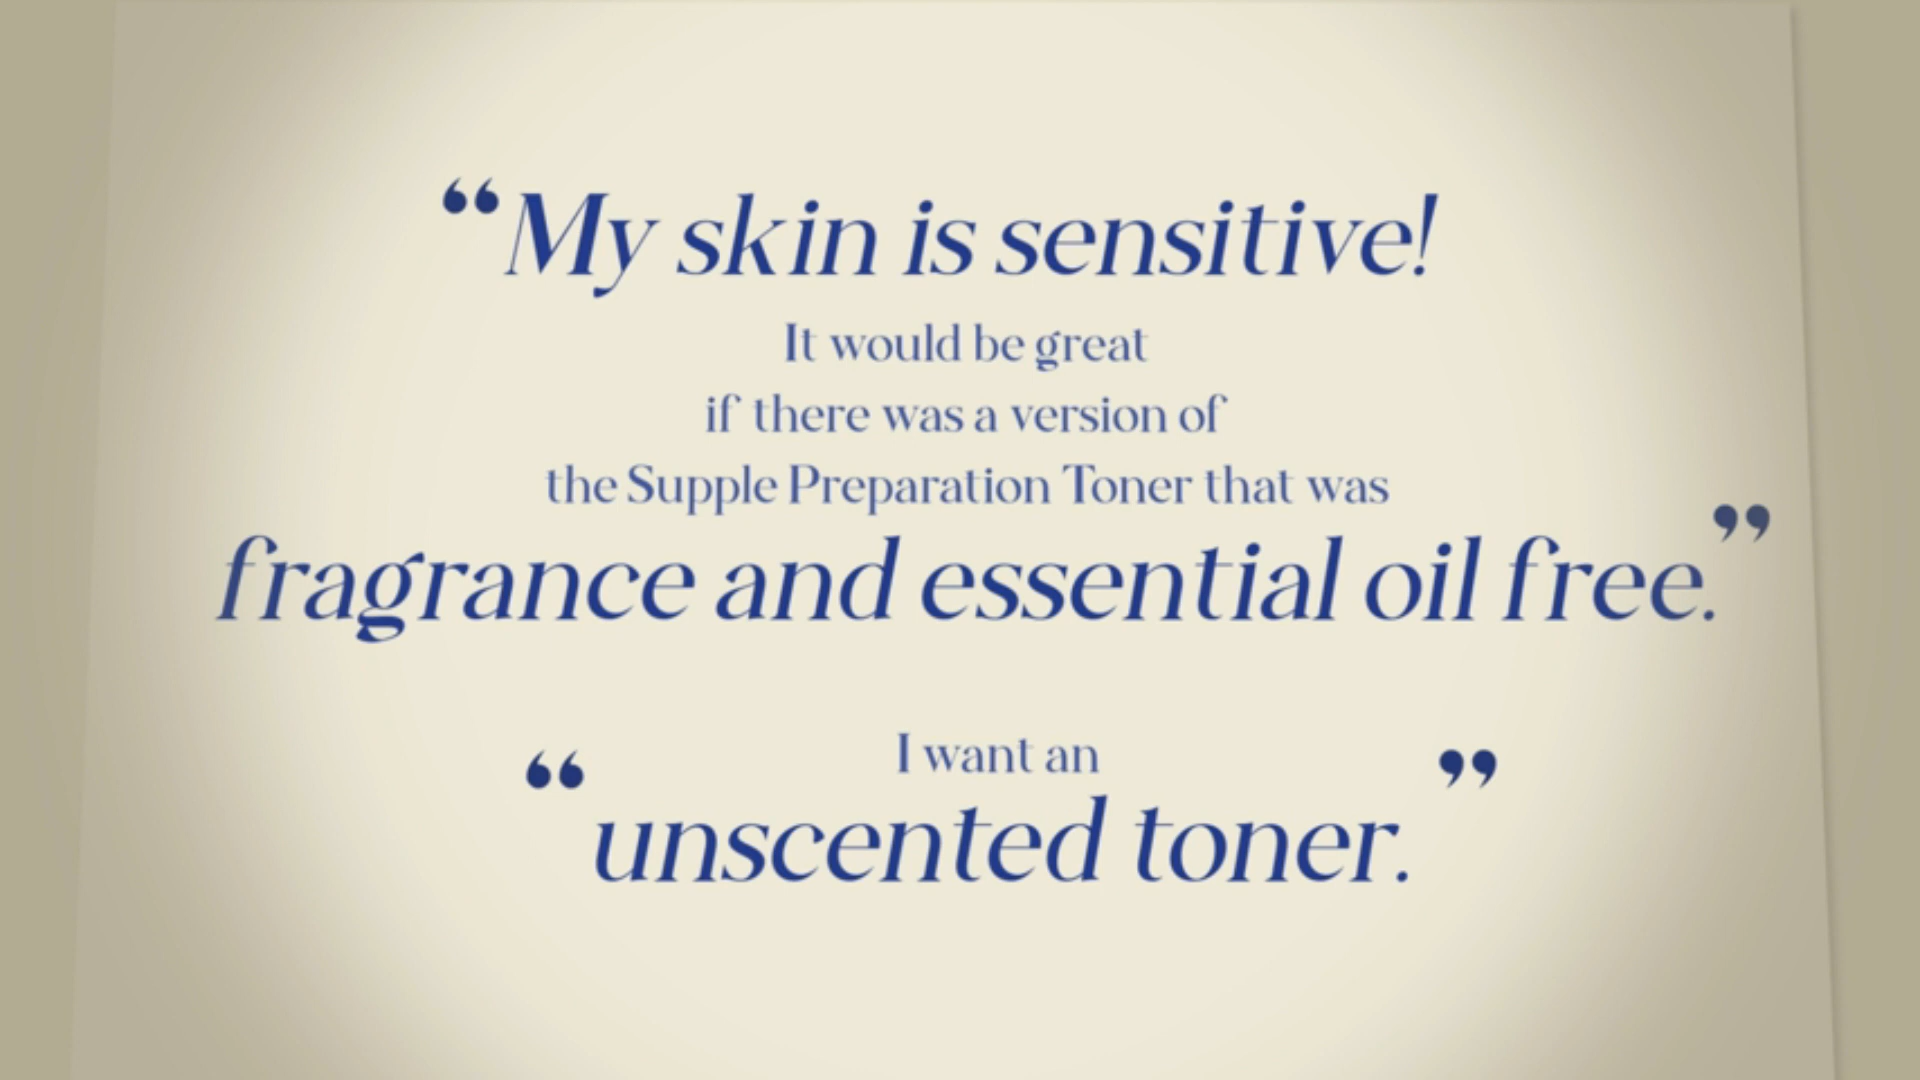 “My skin is sensitive!
It would be great
if there was a version of
the Supple Preparation Toner that was
fragrance and essential oil free.”
I want an
“unscented toner.”